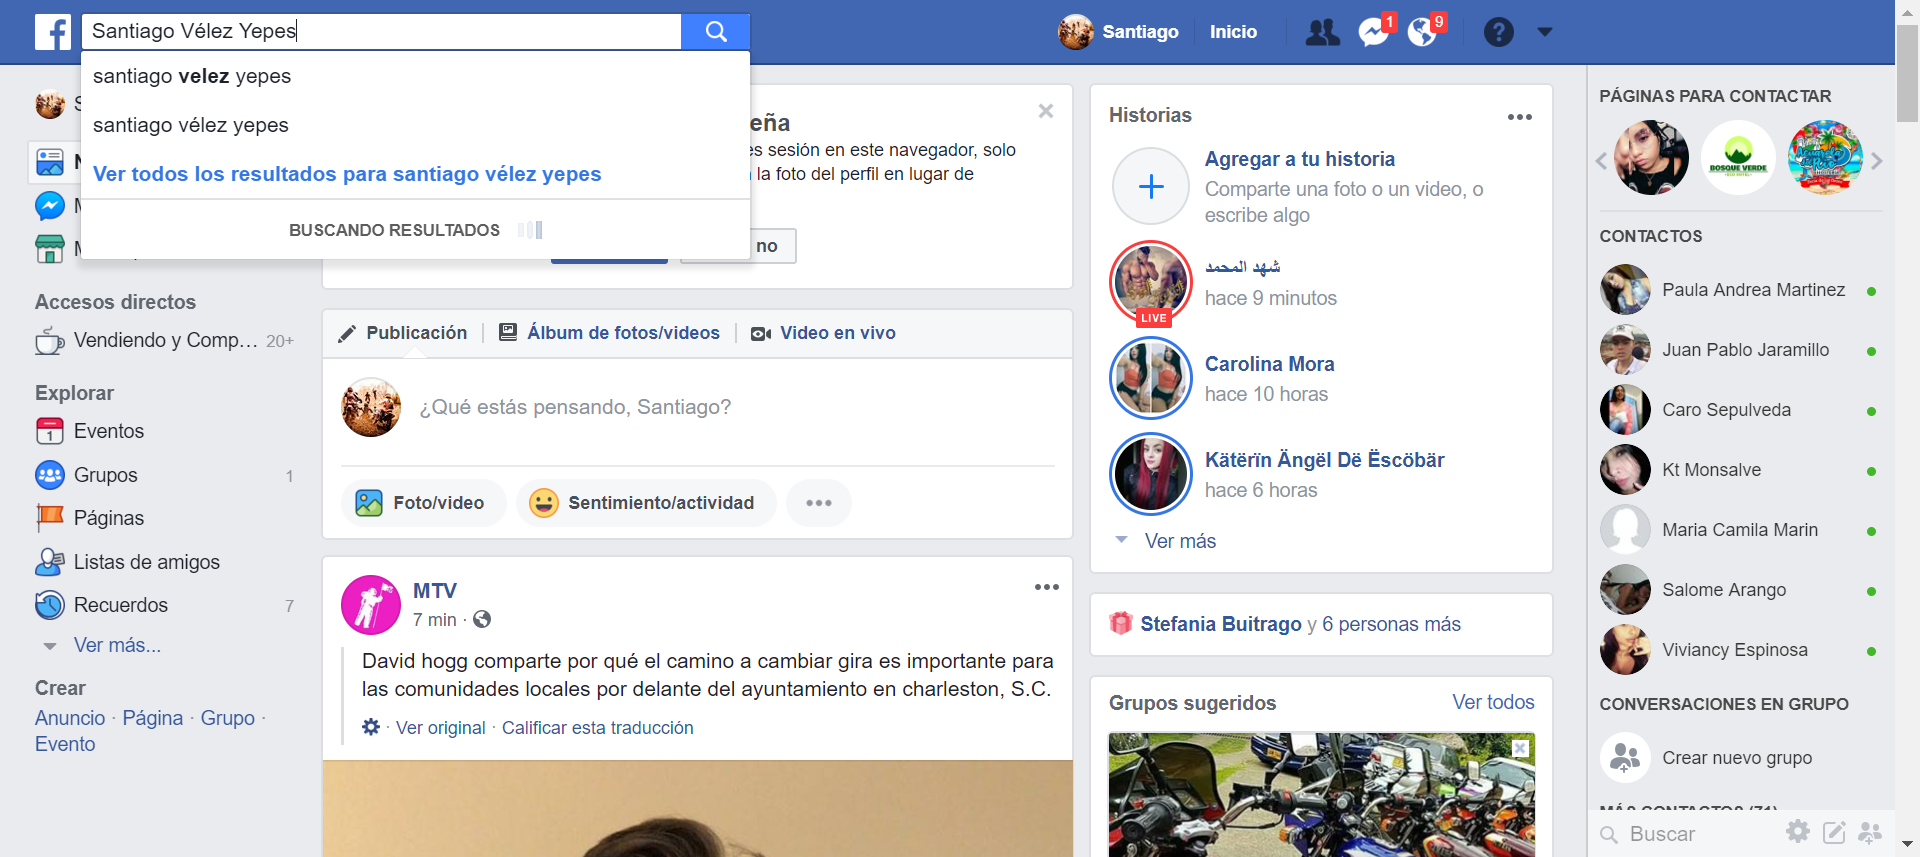 Santiago Vélez Yepes
Santiago
Inicio
1
9
santiago velez yepes
santiago vélez yepes
Ver todos los resultados para santiago vélez yepes
BUSCANDO RESULTADOS
Accesos directos
Vendiendo y Comp... 20+
Explorar
Eventos
Grupos 1
Páginas
Listas de amigos
Recuerdos 7
Ver más...
Crear
Anuncio · Página · Grupo ·
Evento
eña
es sesión en este navegador, solo
la foto del perfil en lugar de
no
Publicación
Álbum de fotos/videos
Video en vivo
¿Qué estás pensando, Santiago?
Foto/video
Sentimiento/actividad
MTV
7 min ·
David hogg comparte por qué el camino a cambiar gira es importante para
las comunidades locales por delante del ayuntamiento en charleston, S.C.
· Ver original · Calificar esta traducción
Historias
Agregar a tu historia
Comparte una foto o un video, o
escribe algo
شهد المحمد
hace 9 minutos
LIVE
Carolina Mora
hace 10 horas
Kätërïn Ängël Dë Ëscöbär
hace 6 horas
Ver más
Stefania Buitrago y 6 personas más
Grupos sugeridos
Ver todos
PÁGINAS PARA CONTACTAR
BOSQUE VERDE
CONTACTOS
Paula Andrea Martinez
Juan Pablo Jaramillo
Caro Sepulveda
Kt Monsalve
Maria Camila Marin
Salome Arango
Viviancy Espinosa
CONVERSACIONES EN GRUPO
Crear nuevo grupo
MÁS CONTACTOS (71)
Buscar